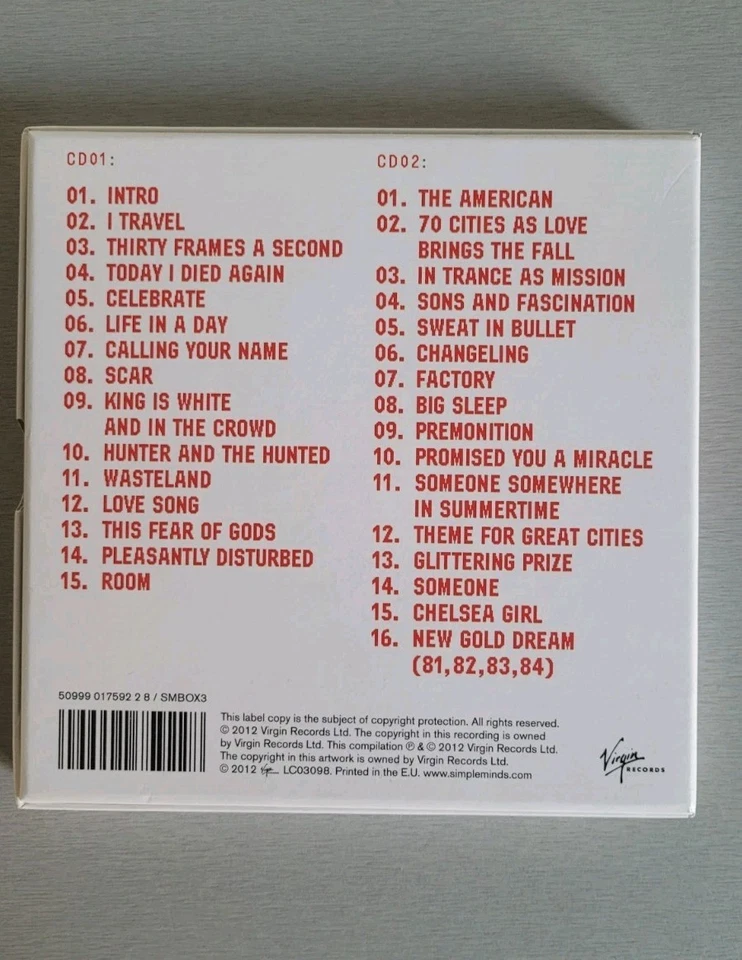 CD01:
01. INTRO
02. I TRAVEL
03. THIRTY FRAMES A SECOND
04. TODAY I DIED AGAIN
05. CELEBRATE
06. LIFE IN A DAY
07. CALLING YOUR NAME
08. SCAR
09. KING IS WHITE
AND IN THE CROWD
10. HUNTER AND THE HUNTED
11. WASTELAND
12. LOVE SONG
13. THIS FEAR OF GODS
14. PLEASANTLY DISTURBED
15. ROOM
CD02:
01. THE AMERICAN
02. 70 CITIES AS LOVE
BRINGS THE FALL
03. IN TRANCE AS MISSION
04. SONS AND FASCINATION
05. SWEAT IN BULLET
06. CHANGELING
07. FACTORY
08. BIG SLEEP
09. PREMONITION
10. PROMISED YOU A MIRACLE
11. SOMEONE SOMEWHERE
IN SUMMERTIME
12. THEME FOR GREAT CITIES
13. GLITTERING PRIZE
14. SOMEONE
15. CHELSEA GIRL
16. NEW GOLD DREAM
(81,82,83,84)
50999 017592 2 8 / SMBOX3
This label copy is the subject of copyright protection. All rights reserved.
© 2012 Virgin Records Ltd. The copyright in this recording is owned
by Virgin Records Ltd. This compilation ℗ & © 2012 Virgin Records Ltd.
The copyright in this artwork is owned by Virgin Records Ltd.
© 2012 Virgin LC03098. Printed in the E.U. www.simpleminds.com
Virgin
RECORDS